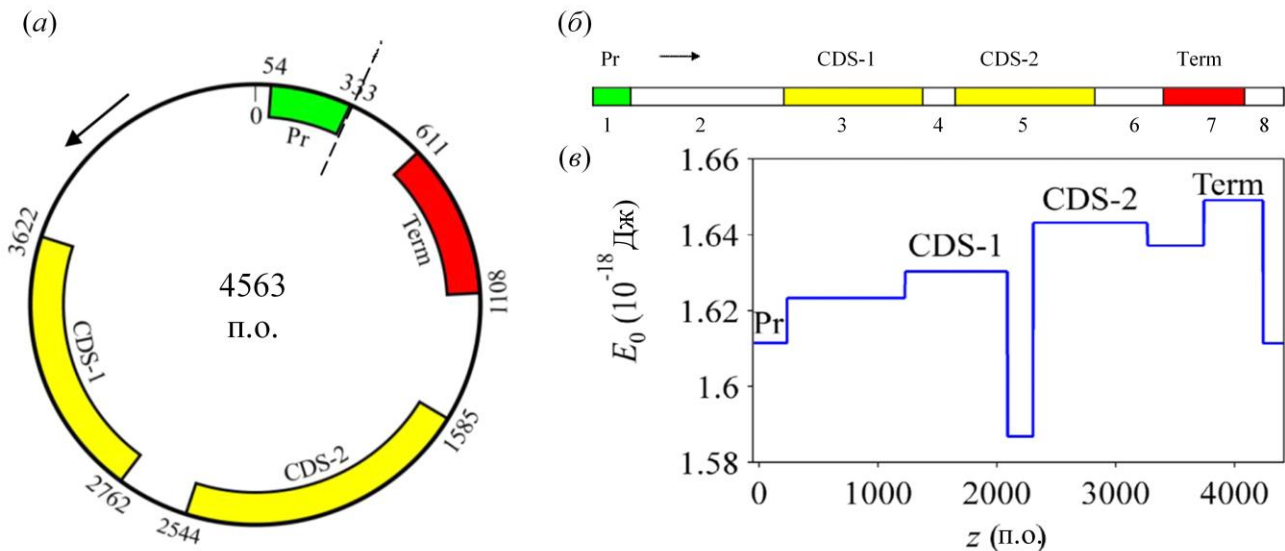 (а)
54
333
0
Pr
611
Term
1108
3622
4563
п.о.
CDS-1
CDS-2
1585
2762
2544
(б)
Pr CDS-1 CDS-2 Term
1 2 3 4 5 6 7 8
(в)
1.66
1.64
1.62
1.6
1.58
E0 (10-18 Дж)
Pr
CDS-1
CDS-2
Term
0 1000 2000 3000 4000
z (п.о.)